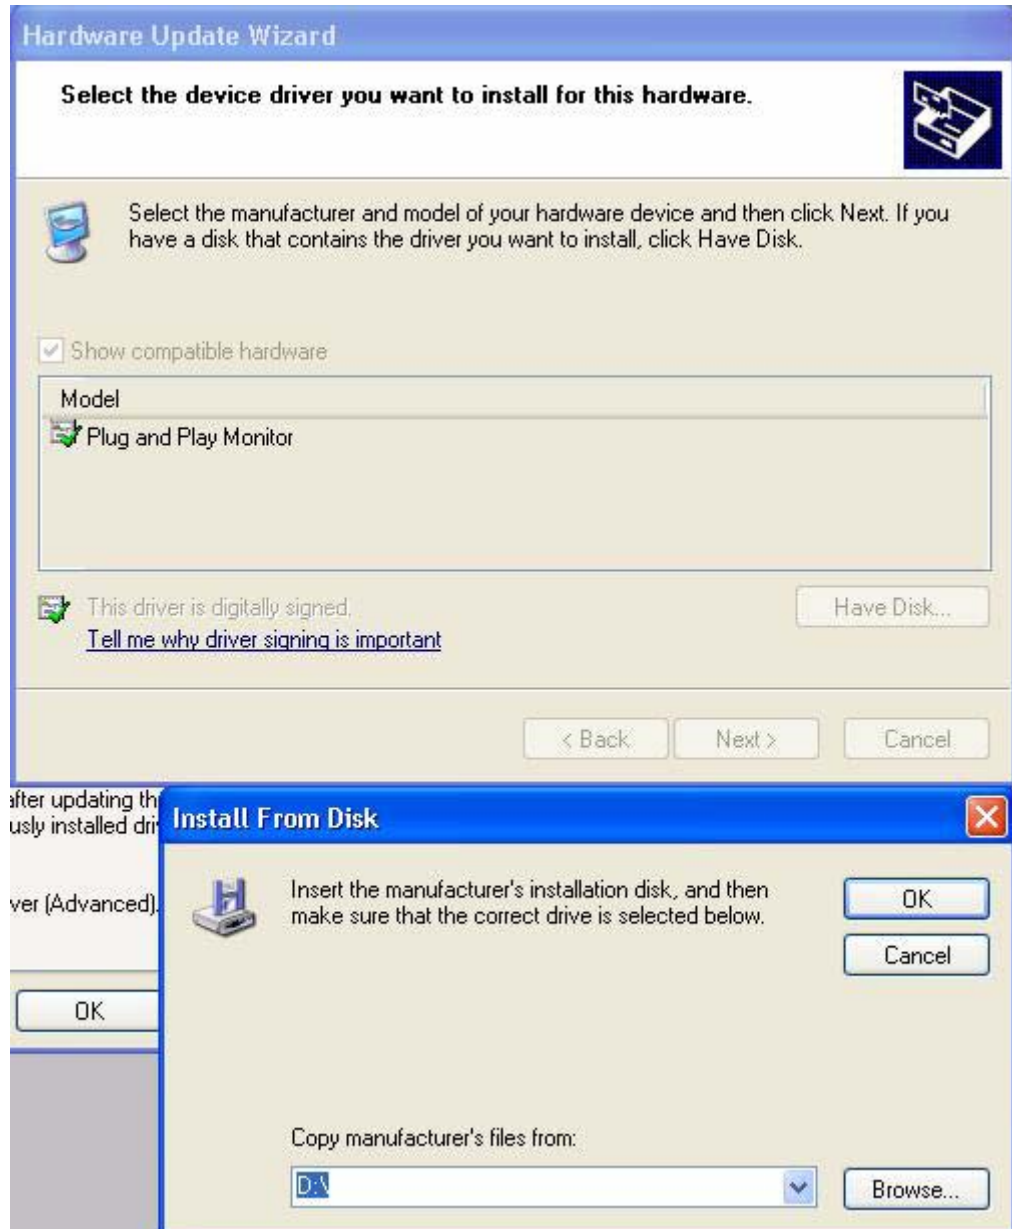 Hardware Update Wizard
Select the device driver you want to install for this hardware.
Select the manufacturer and model of your hardware device and then click Next. If you
have a disk that contains the driver you want to install, click Have Disk.
Show compatible hardware
Model
Plug and Play Monitor
This driver is digitally signed.
Have Disk...
Tell me why driver signing is important
< Back
Next >
Cancel
after updating th
usly installed dri
ver (Advanced).
OK
Install From Disk
Insert the manufacturer's installation disk, and then
make sure that the correct drive is selected below.
OK
Cancel
Copy manufacturer's files from:
D:\
Browse...